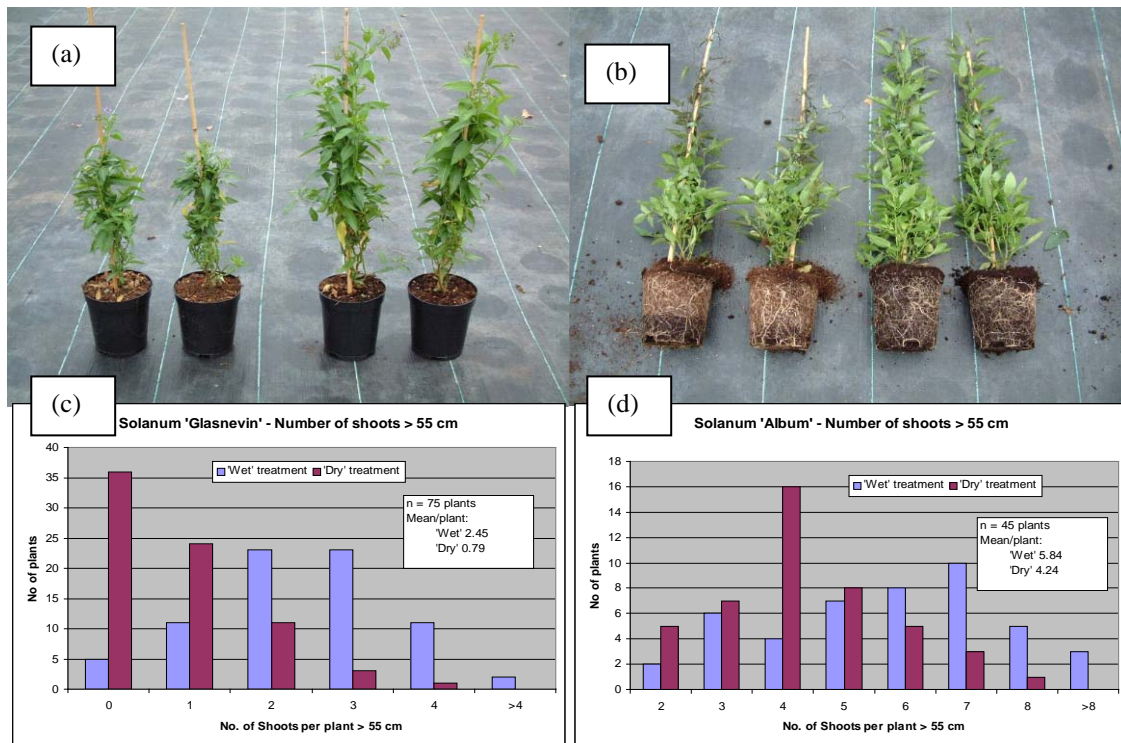 (a)
(b)
(c)
Solanum 'Glasnevin' - Number of shoots > 55 cm
40
35
30
25
20
15
10
5
0
No of plants
'Wet' treatment
'Dry' treatment
n = 75 plants
Mean/plant:
'Wet' 2.45
'Dry' 0.79
0 1 2 3 4 >4
No. of Shoots per plant > 55 cm
(d)
Solanum 'Album' - Number of shoots > 55 cm
18
16
14
12
10
8
6
4
2
0
No of plants
'Wet' treatment
'Dry' treatment
n = 45 plants
Mean/plant:
'Wet' 5.84
'Dry' 4.24
2 3 4 5 6 7 8 >8
No. of Shoots per plant > 55 cm